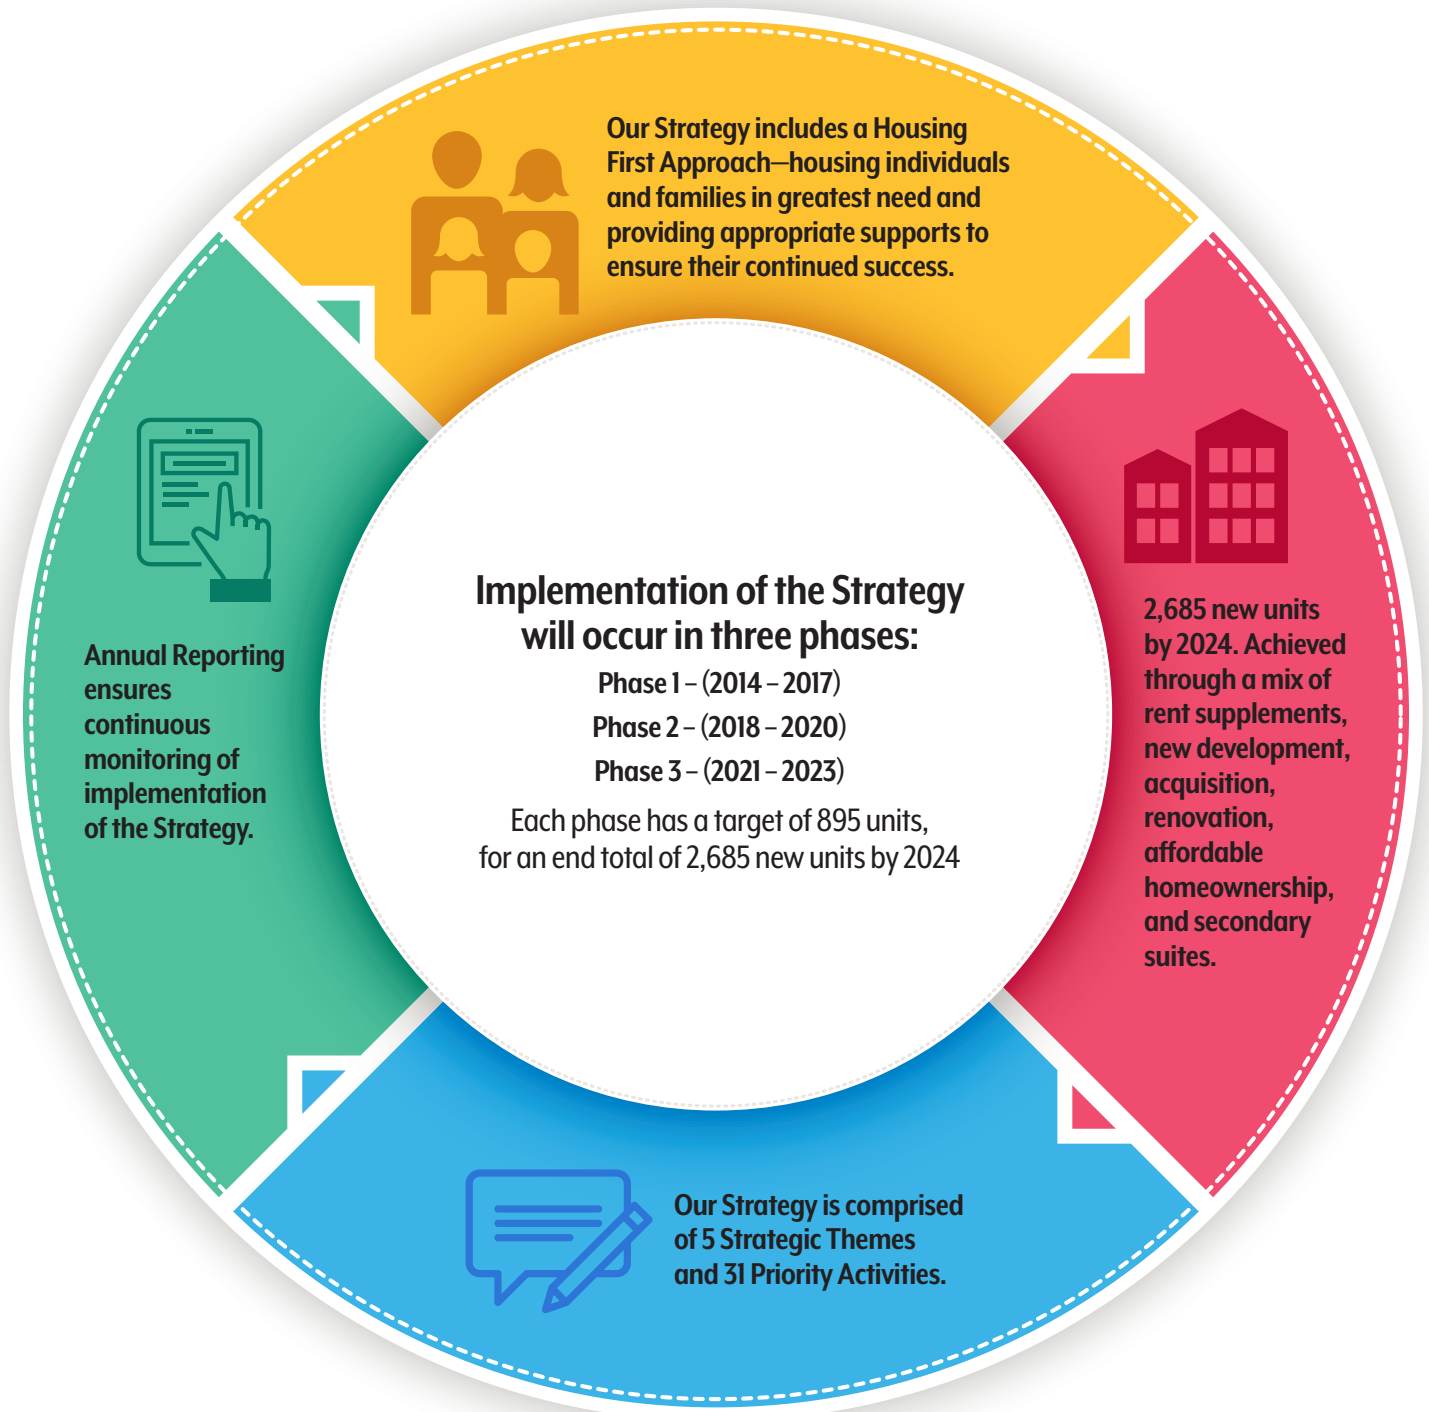 Our Strategy includes a Housing
First Approach—housing individuals
and families in greatest need and
providing appropriate supports to
ensure their continued success.
2,685 new units
by 2024. Achieved
through a mix of
rent supplements,
new development,
acquisition,
renovation,
affordable
homeownership,
and secondary
suites.
Our Strategy is comprised
of 5 Strategic Themes
and 31 Priority Activities.
Annual Reporting
ensures
continuous
monitoring of
implementation
of the Strategy.
Implementation of the Strategy
will occur in three phases:
Phase 1 – (2014 – 2017)
Phase 2 – (2018 – 2020)
Phase 3 – (2021 – 2023)
Each phase has a target of 895 units,
for an end total of 2,685 new units by 2024